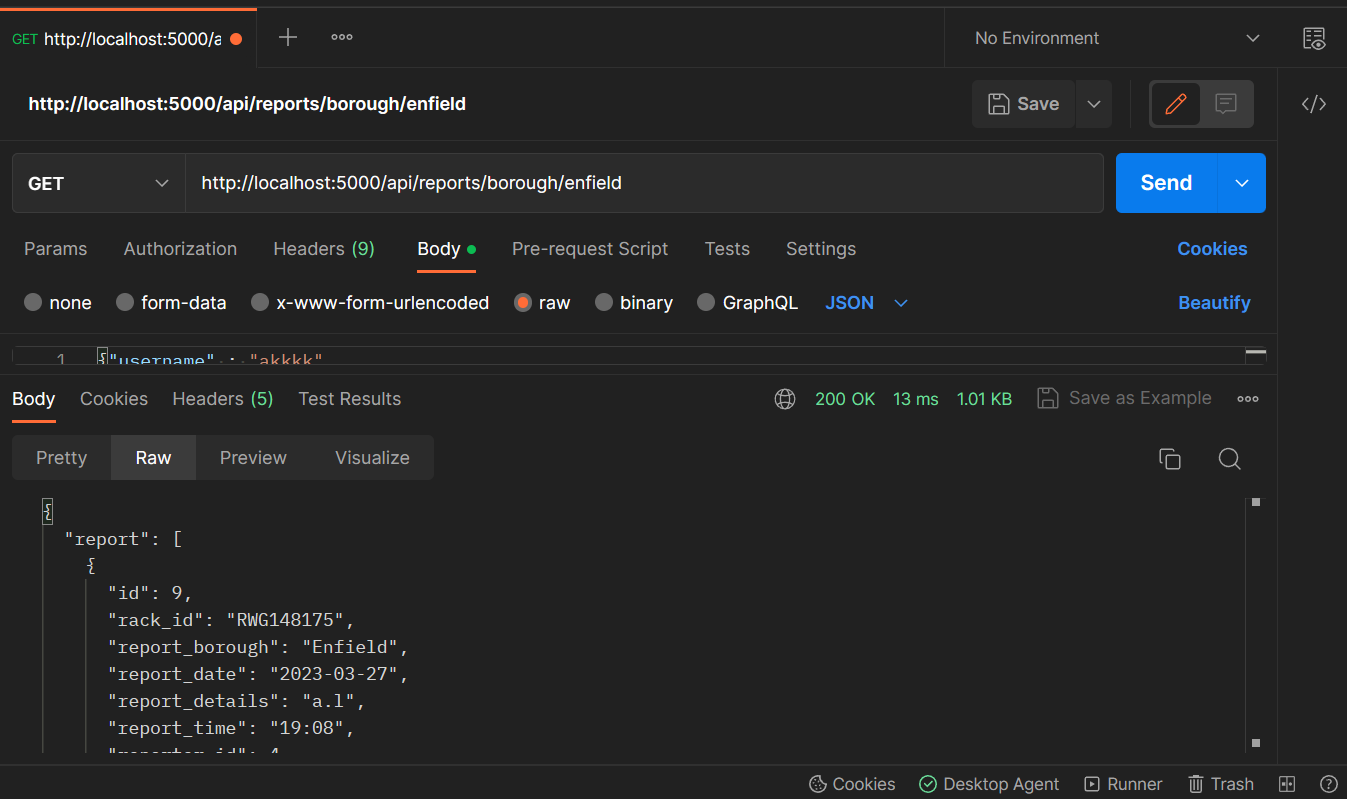 GET http://localhost:5000/a
No Environment
http://localhost:5000/api/reports/borough/enfield
Save
GET
http://localhost:5000/api/reports/borough/enfield
Send
Params Authorization Headers (9) Body Pre-request Script Tests Settings Cookies
none form-data x-www-form-urlencoded raw binary GraphQL JSON Beautify
1 {"username" : "akkkk"
Body Cookies Headers (5) Test Results 200 OK 13 ms 1.01 KB Save as Example
Pretty Raw Preview Visualize
{
"report": [
{
"id": 9,
"rack_id": "RWG148175",
"report_borough": "Enfield",
"report_date": "2023-03-27",
"report_details": "a.l",
"report_time": "19:08",
Cookies Desktop Agent Runner Trash